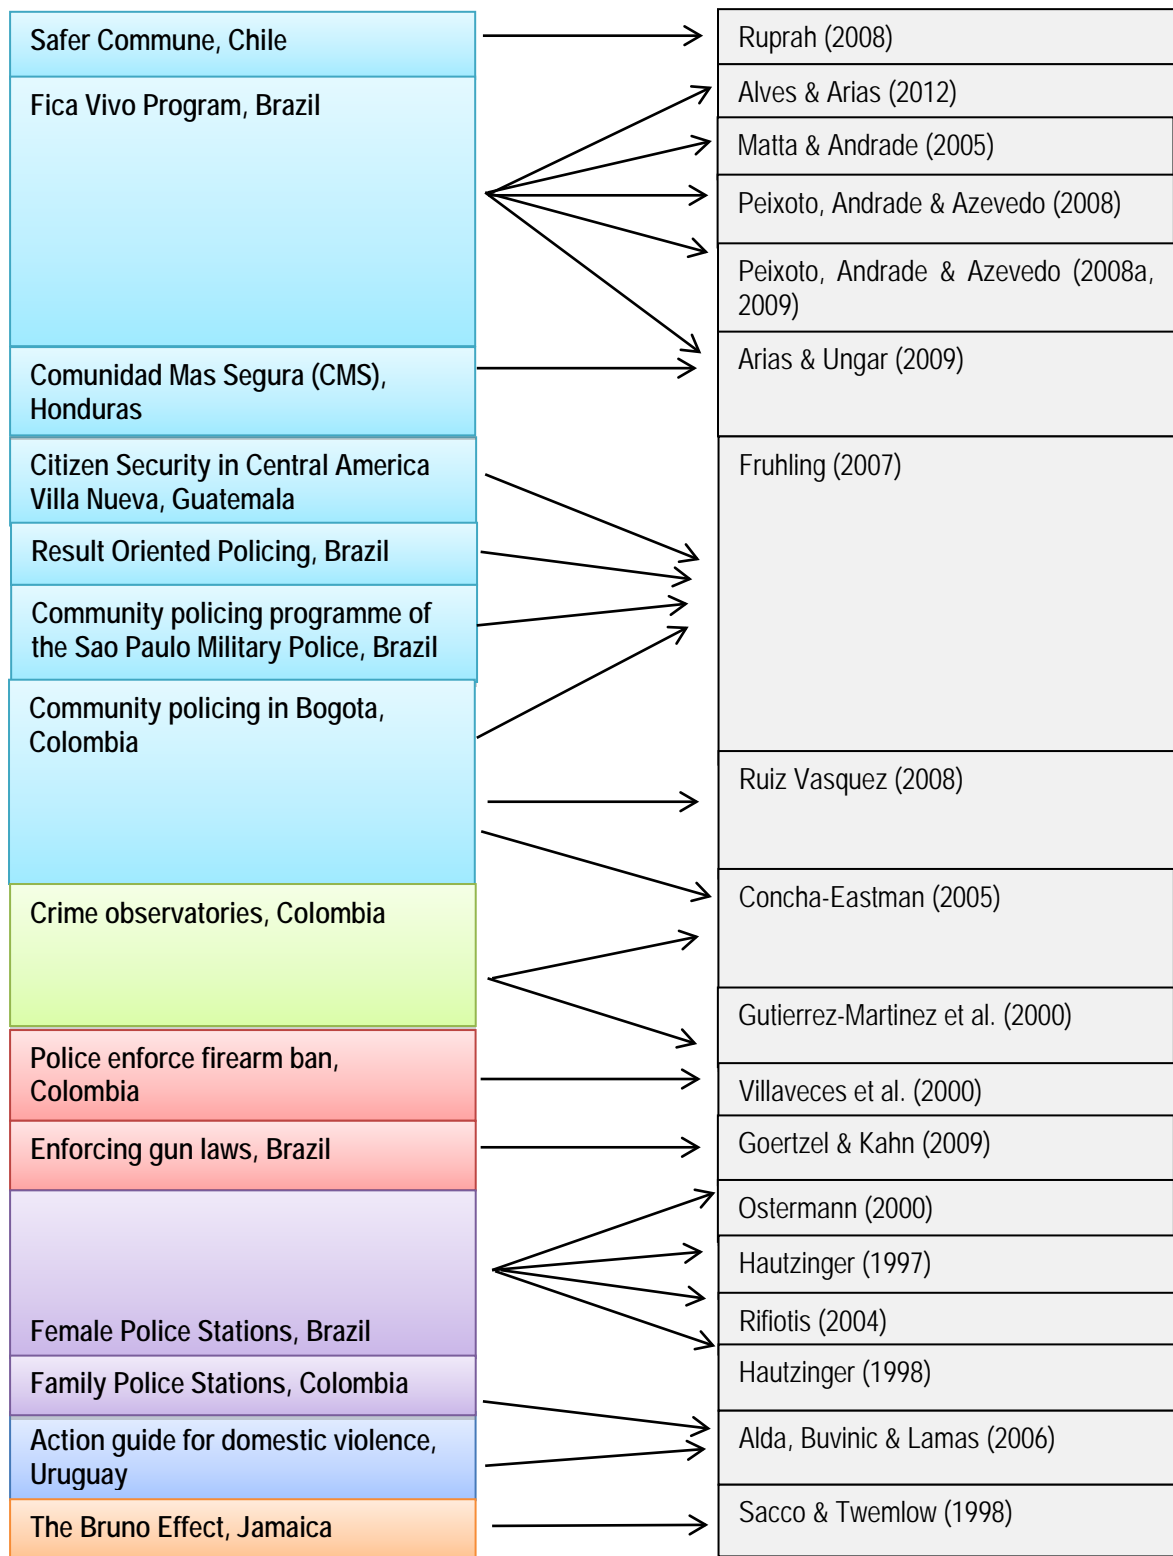 Safer Commune, Chile
Fica Vivo Program, Brazil
Comunidad Mas Segura (CMS),
Honduras
Citizen Security in Central America
Villa Nueva, Guatemala
Result Oriented Policing, Brazil
Community policing programme of
the Sao Paulo Military Police, Brazil
Community policing in Bogota,
Colombia
Crime observatories, Colombia
Police enforce firearm ban,
Colombia
Enforcing gun laws, Brazil
Female Police Stations, Brazil
Family Police Stations, Colombia
Action guide for domestic violence,
Uruguay
The Bruno Effect, Jamaica
Ruprah (2008)
Alves & Arias (2012)
Matta & Andrade (2005)
Peixoto, Andrade & Azevedo (2008)
Peixoto, Andrade & Azevedo (2008a,
2009)
Arias & Ungar (2009)
Fruhling (2007)
Ruiz Vasquez (2008)
Concha-Eastman (2005)
Gutierrez-Martinez et al. (2000)
Villaveces et al. (2000)
Goertzel & Kahn (2009)
Ostermann (2000)
Hautzinger (1997)
Rifiotis (2004)
Hautzinger (1998)
Alda, Buvinic & Lamas (2006)
Sacco & Twemlow (1998)